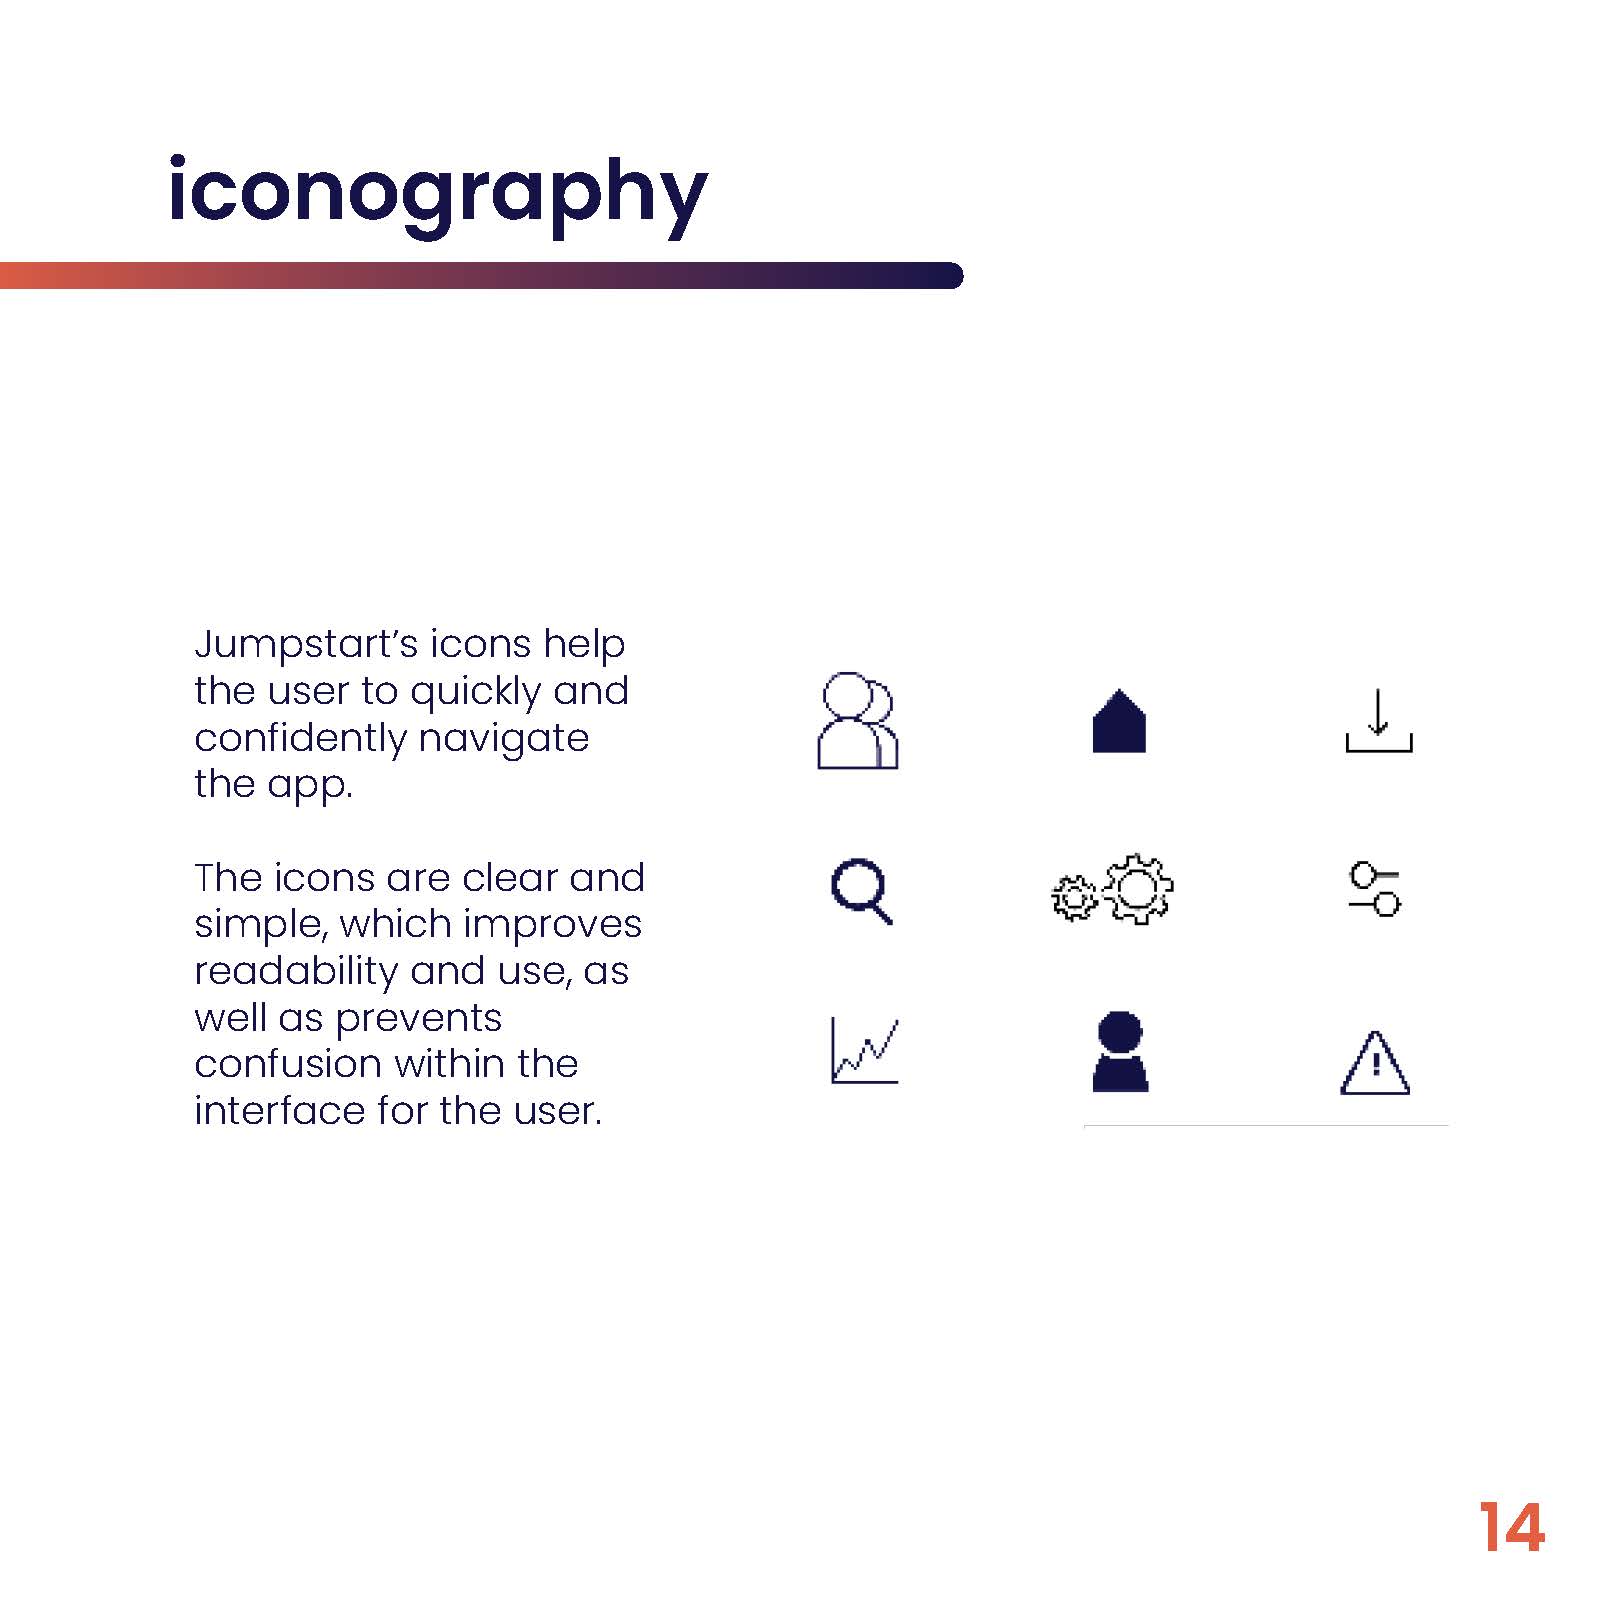 iconography
Jumpstart’s icons help
the user to quickly and
confidently navigate
the app.
The icons are clear and
simple, which improves
readability and use, as
well as prevents
confusion within the
interface for the user.
14